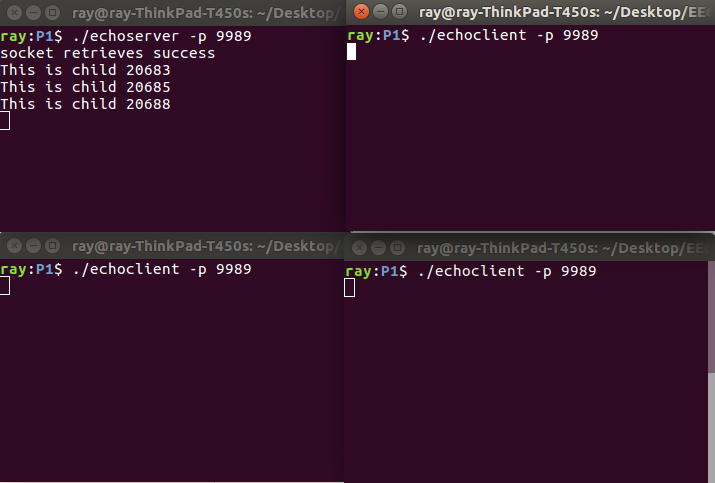 ray@ray-ThinkPad-T450s: ~/Desktop/
ray:P1$ ./echoserver -p 9989
socket retrieves success
This is child 20683
This is child 20685
This is child 20688
ray@ray-ThinkPad-T450s: ~/Desktop/EE
ray:P1$ ./echoclient -p 9989
ray@ray-ThinkPad-T450s: ~/Desktop/
ray:P1$ ./echoclient -p 9989
ray@ray-ThinkPad-T450s: ~/Desktop/EE
ray:P1$ ./echoclient -p 9989